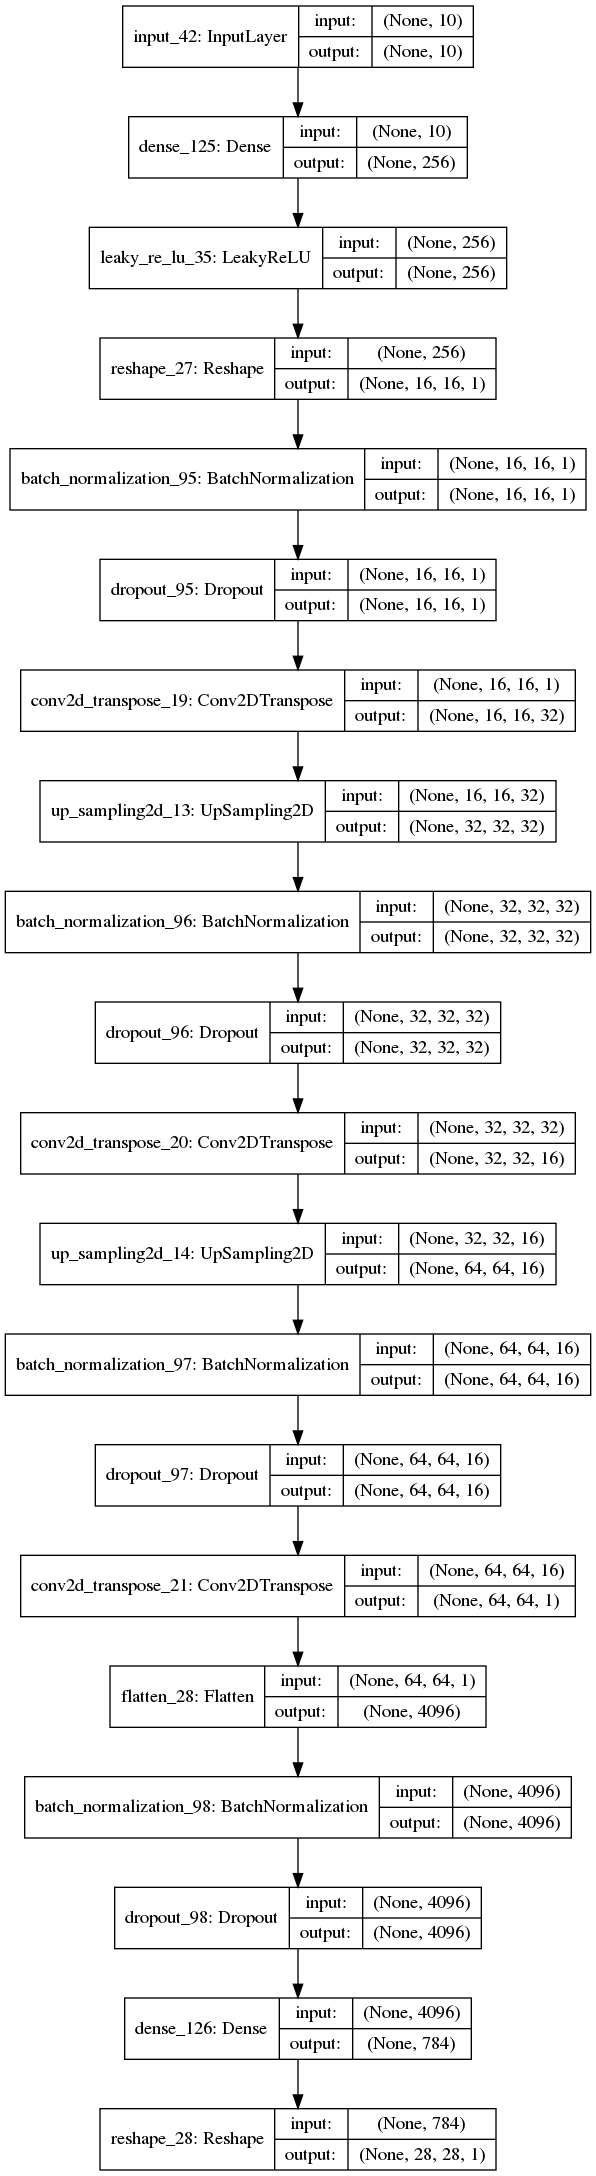 input_42: InputLayer
input: (None, 10)
output: (None, 10)
dense_125: Dense
input: (None, 10)
output: (None, 256)
leaky_re_lu_35: LeakyReLU
input: (None, 256)
output: (None, 256)
reshape_27: Reshape
input: (None, 256)
output: (None, 16, 16, 1)
batch_normalization_95: BatchNormalization
input: (None, 16, 16, 1)
output: (None, 16, 16, 1)
dropout_95: Dropout
input: (None, 16, 16, 1)
output: (None, 16, 16, 1)
conv2d_transpose_19: Conv2DTranspose
input: (None, 16, 16, 1)
output: (None, 16, 16, 32)
up_sampling2d_13: UpSampling2D
input: (None, 16, 16, 32)
output: (None, 32, 32, 32)
batch_normalization_96: BatchNormalization
input: (None, 32, 32, 32)
output: (None, 32, 32, 32)
dropout_96: Dropout
input: (None, 32, 32, 32)
output: (None, 32, 32, 32)
conv2d_transpose_20: Conv2DTranspose
input: (None, 32, 32, 32)
output: (None, 32, 32, 16)
up_sampling2d_14: UpSampling2D
input: (None, 32, 32, 16)
output: (None, 64, 64, 16)
batch_normalization_97: BatchNormalization
input: (None, 64, 64, 16)
output: (None, 64, 64, 16)
dropout_97: Dropout
input: (None, 64, 64, 16)
output: (None, 64, 64, 16)
conv2d_transpose_21: Conv2DTranspose
input: (None, 64, 64, 16)
output: (None, 64, 64, 1)
flatten_28: Flatten
input: (None, 64, 64, 1)
output: (None, 4096)
batch_normalization_98: BatchNormalization
input: (None, 4096)
output: (None, 4096)
dropout_98: Dropout
input: (None, 4096)
output: (None, 4096)
dense_126: Dense
input: (None, 4096)
output: (None, 784)
reshape_28: Reshape
input: (None, 784)
output: (None, 28, 28, 1)